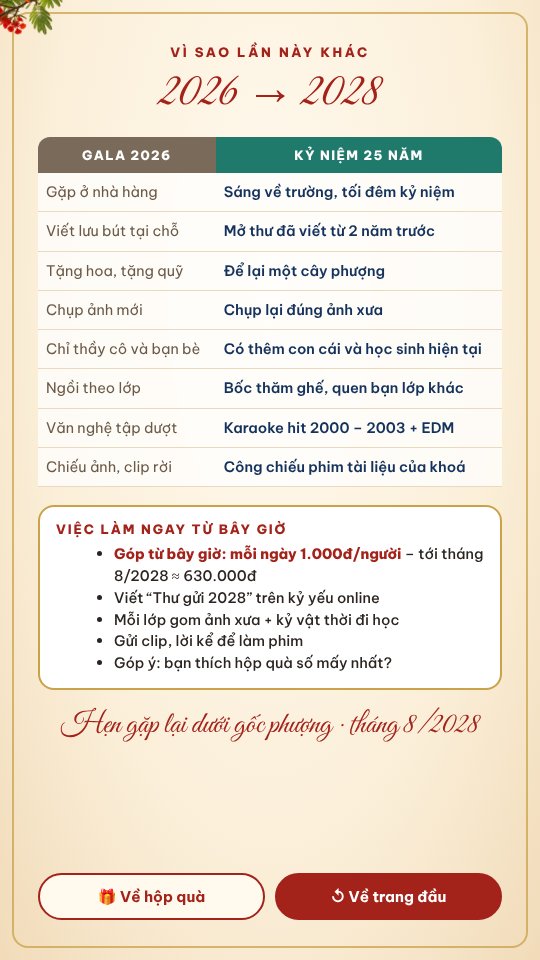 VÌ SAO LẦN NÀY KHÁC
2026 → 2028
GALA 2026 KỶ NIỆM 25 NĂM
Gặp ở nhà hàng Sáng về trường, tối đêm kỷ niệm
Viết lưu bút tại chỗ Mở thư đã viết từ 2 năm trước
Tặng hoa, tặng quỹ Để lại một cây phượng
Chụp ảnh mới Chụp lại đúng ảnh xưa
Chỉ thầy cô và bạn bè Có thêm con cái và học sinh hiện tại
Ngồi theo lớp Bốc thăm ghế, quen bạn lớp khác
Văn nghệ tập dượt Karaoke hit 2000 – 2003 + EDM
Chiếu ảnh, clip rời Công chiếu phim tài liệu của khoá
VIỆC LÀM NGAY TỪ BÂY GIỜ
• Góp từ bây giờ: mỗi ngày 1.000đ/người – tới tháng
8/2028 ≈ 630.000đ
• Viết “Thư gửi 2028” trên kỷ yếu online
• Mỗi lớp gom ảnh xưa + kỷ vật thời đi học
• Gửi clip, lời kể để làm phim
• Góp ý: bạn thích hộp quà số mấy nhất?
Hẹn gặp lại dưới gốc phượng · tháng 8/2028
🎁 Về hộp quà ↺ Về trang đầu